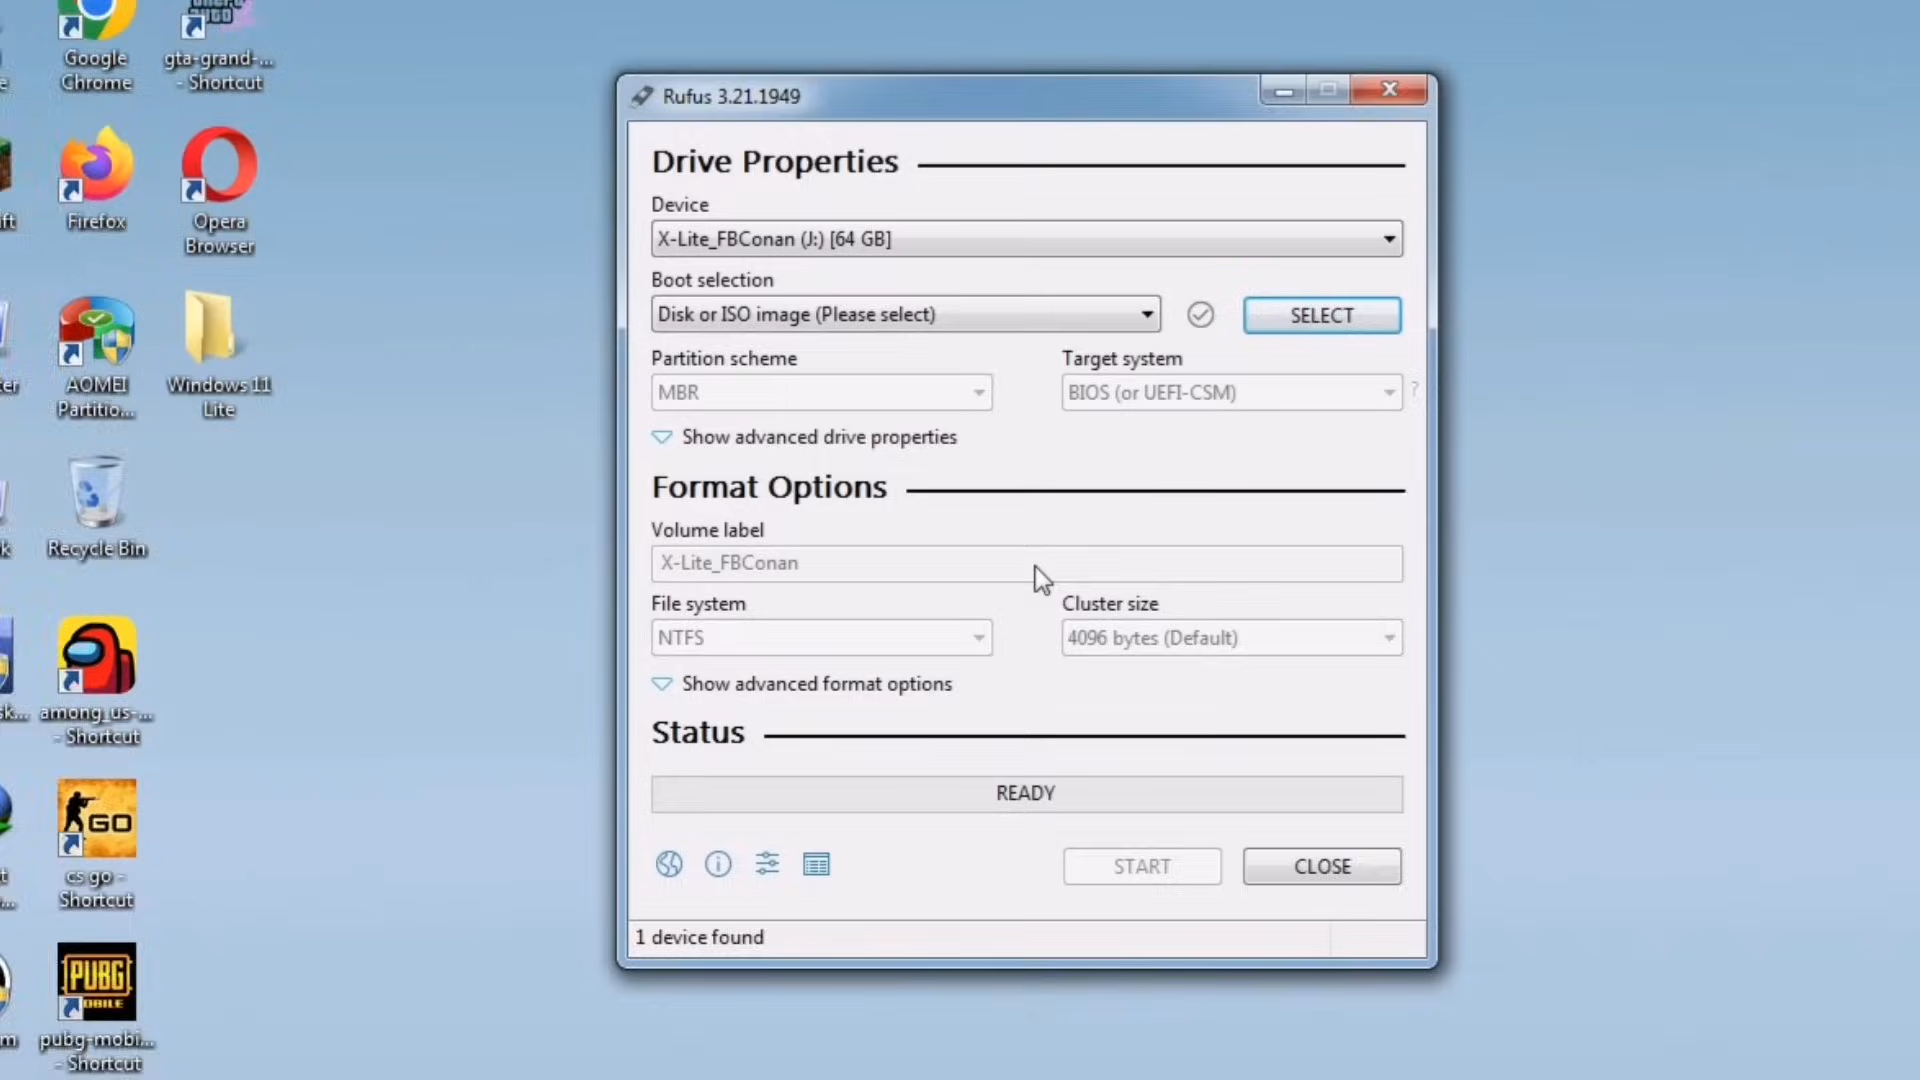 Google
Chrome
gta-grand-...
- Shortcut
Firefox
Opera
Browser
AOMEI
Partitio...
Windows 11
Lite
Recycle Bin
among_us-...
- Shortcut
GO
cs go -
Shortcut
PUBG
MOBILE
pubg-mobi...
- Shortcut
Rufus 3.21.1949
Drive Properties
Device
X-Lite_FBConan (J:) [64 GB]
Boot selection
Disk or ISO image (Please select)
SELECT
Partition scheme
Target system
MBR
BIOS (or UEFI-CSM)
?
Show advanced drive properties
Format Options
Volume label
X-Lite_FBConan
File system
Cluster size
NTFS
4096 bytes (Default)
Show advanced format options
Status
READY
START
CLOSE
1 device found